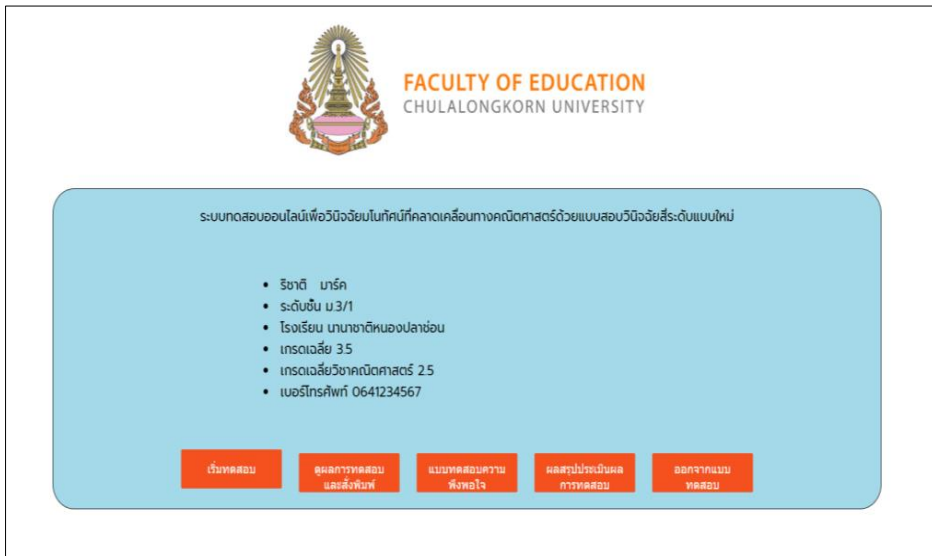 FACULTY OF EDUCATION
CHULALONGKORN UNIVERSITY
ระบบทดสอบออนไลน์เพื่อวินิจฉัยมโนทัศน์ที่คลาดเคลื่อนทางคณิตศาสตร์ด้วยแบบสอบวินิจฉัยสี่ระดับแบบใหม่
• ริชาติ มาร์ค
• ระดับชั้น ม.3/1
• โรงเรียน นานาชาติหนองปลาช่อน
• เกรดเฉลี่ย 3.5
• เกรดเฉลี่ยวิชาคณิตศาสตร์ 2.5
• เบอร์โทรศัพท์ 0641234567
เริ่มทดสอบ
ดูผลการทดสอบ
และสั่งพิมพ์
แบบทดสอบความ
พึงพอใจ
ผลสรุปประเมินผล
การทดสอบ
ออกจากแบบ
ทดสอบ